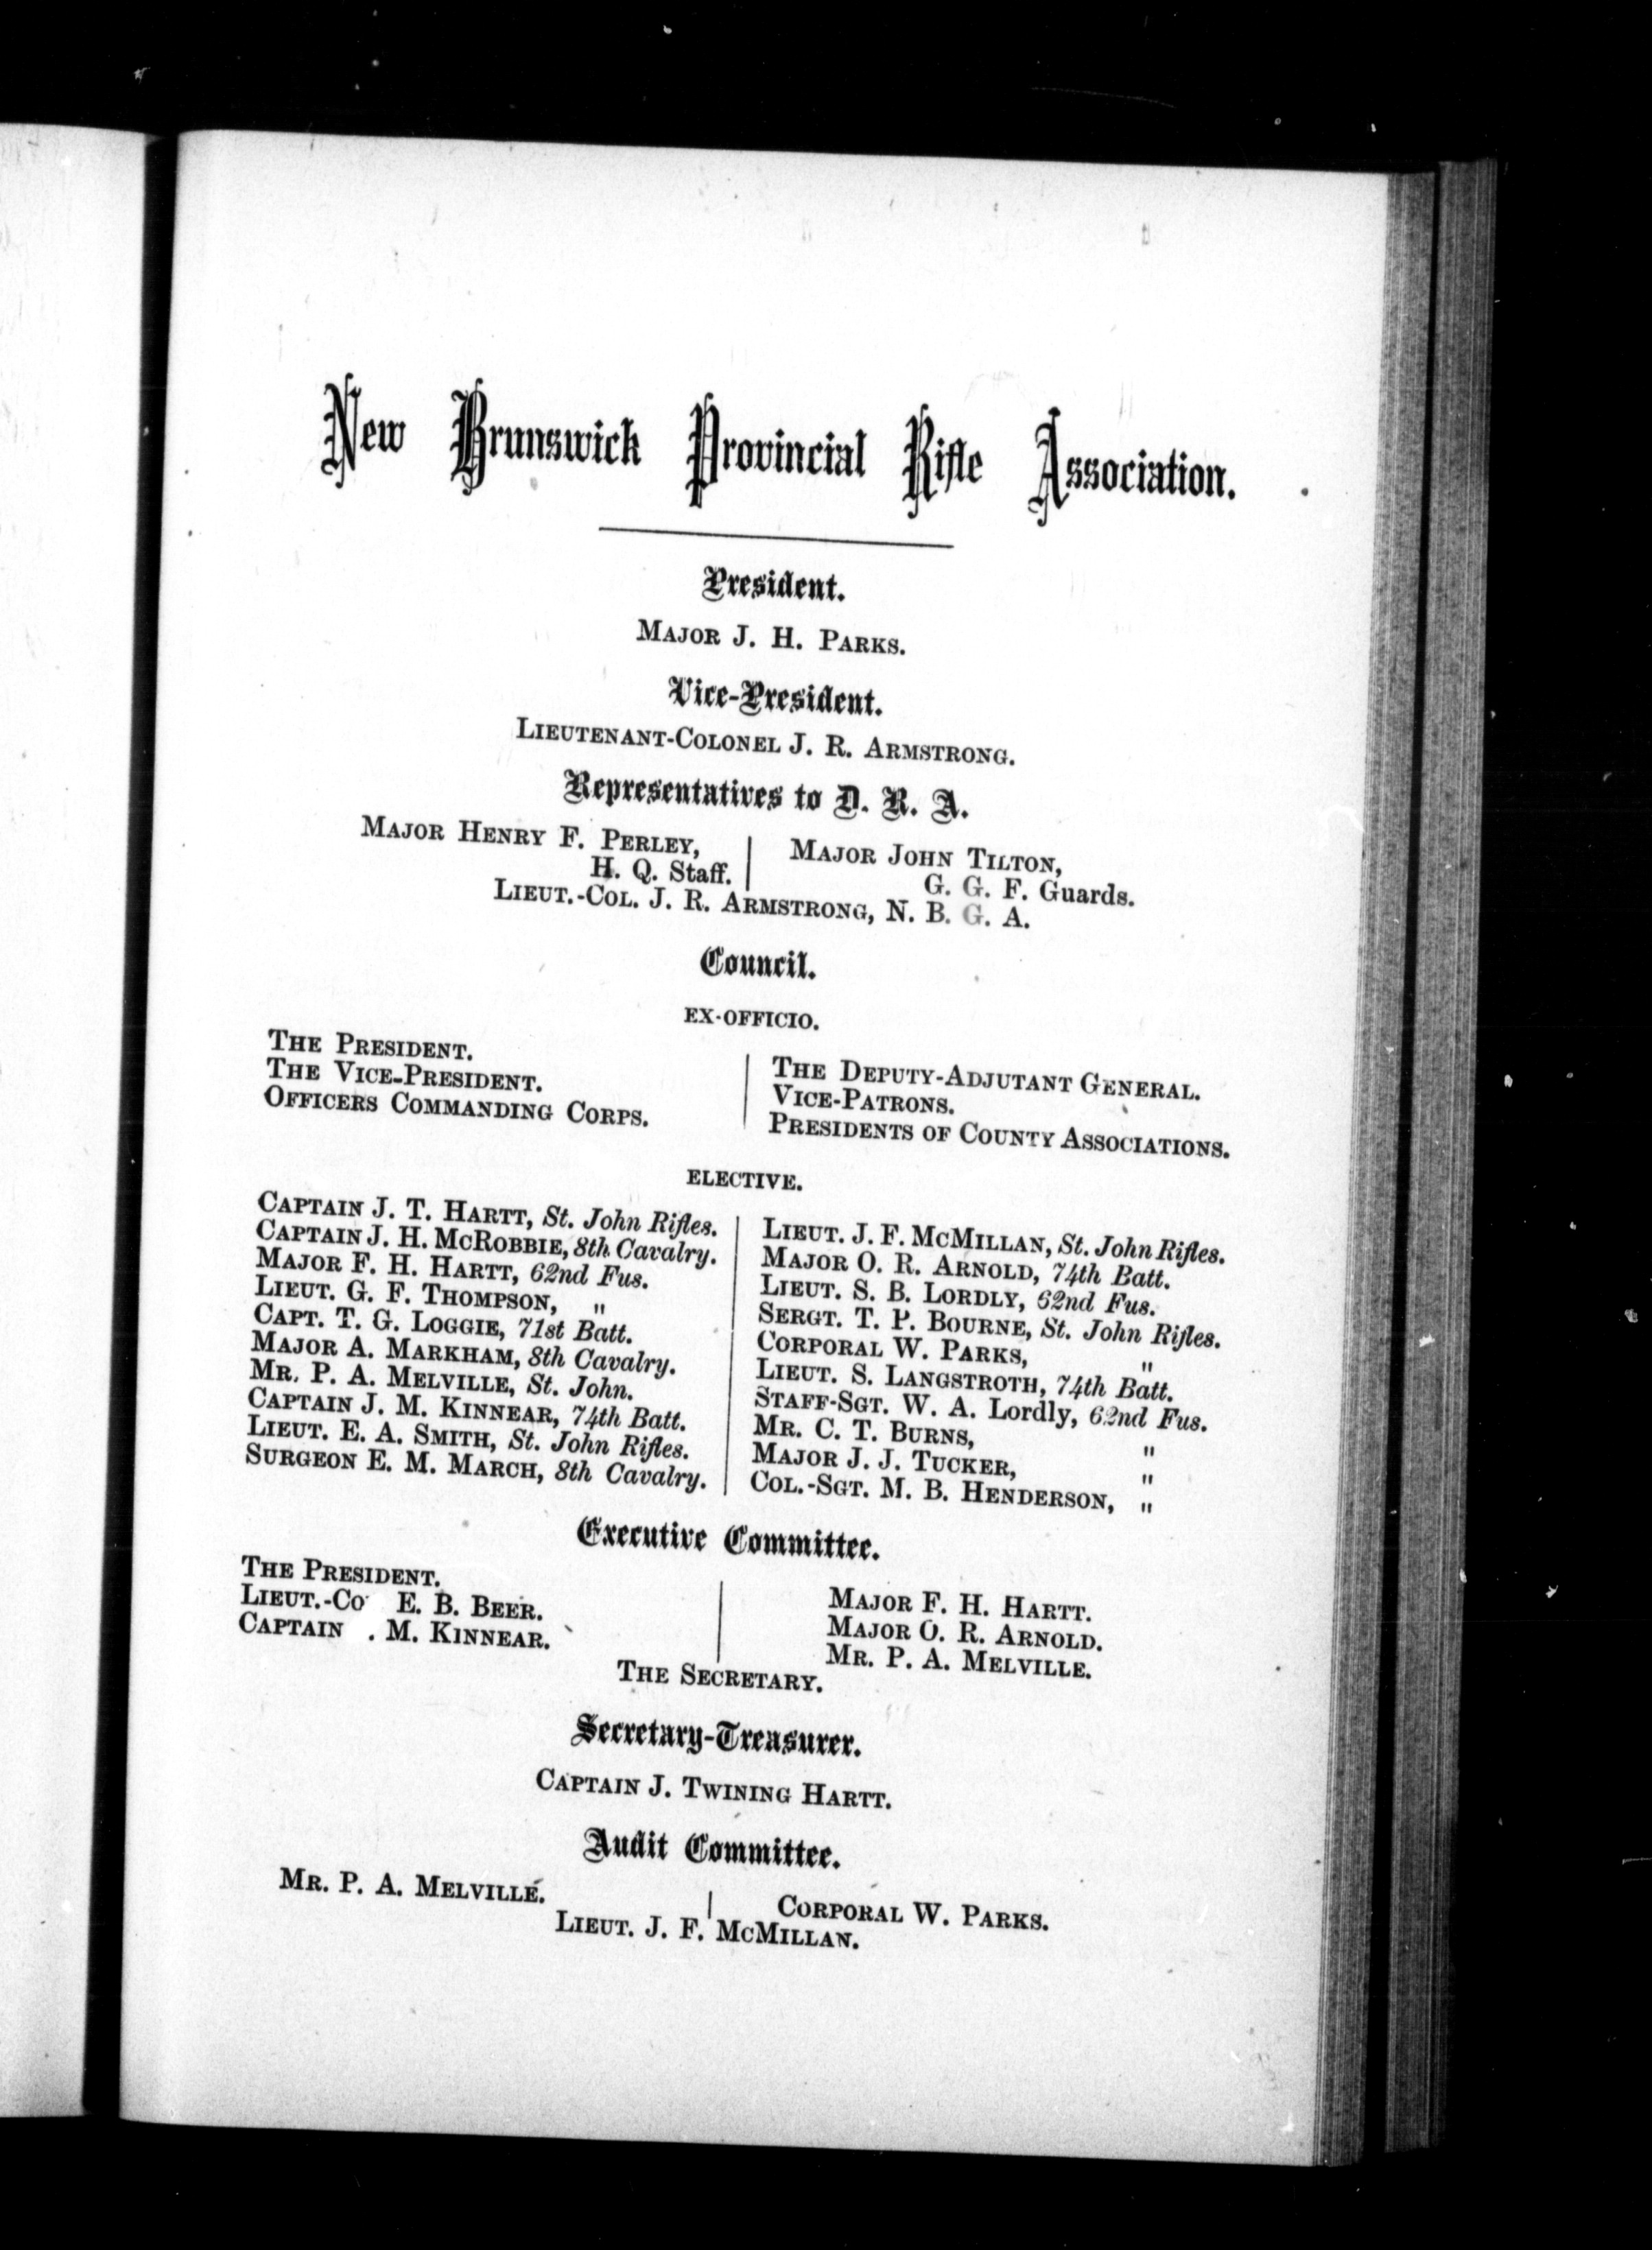 New Brunswick Provincial Rifle Association.
President.
MAJOR J. H. PARKS.
Vice-President.
LIEUTENANT-COLONEL J. R. ARMSTRONG.
Representatives to D. R. A.
MAJOR HENRY F. PERLEY,
H. Q. Staff.
MAJOR JOHN TILTON,
G. G. F. Guards.
LIEUT.-COL. J. R. ARMSTRONG, N. B. G. A.
Council.
EX-OFFICIO.
THE PRESIDENT.
THE VICE-PRESIDENT.
OFFICERS COMMANDING CORPS.
THE DEPUTY-ADJUTANT GENERAL.
VICE-PATRONS.
PRESIDENTS OF COUNTY ASSOCIATIONS.
ELECTIVE.
CAPTAIN J. T. HARTT, St. John Rifles.
CAPTAIN J. H. MCROBBIE, 8th Cavalry.
MAJOR F. H. HARTT, 62nd Fus.
LIEUT. G. F. THOMPSON, "
CAPT. T. G. LOGGIE, 71st Batt.
MAJOR A. MARKHAM, 8th Cavalry.
MR. P. A. MELVILLE, St. John.
CAPTAIN J. M. KINNEAR, 74th Batt.
LIEUT. E. A. SMITH, St. John Rifles.
SURGEON E. M. MARCH, 8th Cavalry.
LIEUT. J. F. MCMILLAN, St. John Rifles.
MAJOR O. R. ARNOLD, 74th Batt.
LIEUT. S. B. LORDLY, 62nd Fus.
SERGT. T. P. BOURNE, St. John Rifles.
CORPORAL W. PARKS, "
LIEUT. S. LANGSTROTH, 74th Batt.
STAFF-SGT. W. A. Lordly, 62nd Fus.
MR. C. T. BURNS, "
MAJOR J. J. TUCKER, "
COL.-SGT. M. B. HENDERSON, "
Executive Committee.
THE PRESIDENT.
LIEUT.-CO E. B. BEER.
CAPTAIN . M. KINNEAR.
MAJOR F. H. HARTT.
MAJOR O. R. ARNOLD.
MR. P. A. MELVILLE.
THE SECRETARY.
Secretary-Treasurer.
CAPTAIN J. TWINING HARTT.
Audit Committee.
MR. P. A. MELVILLE.
CORPORAL W. PARKS.
LIEUT. J. F. MCMILLAN.